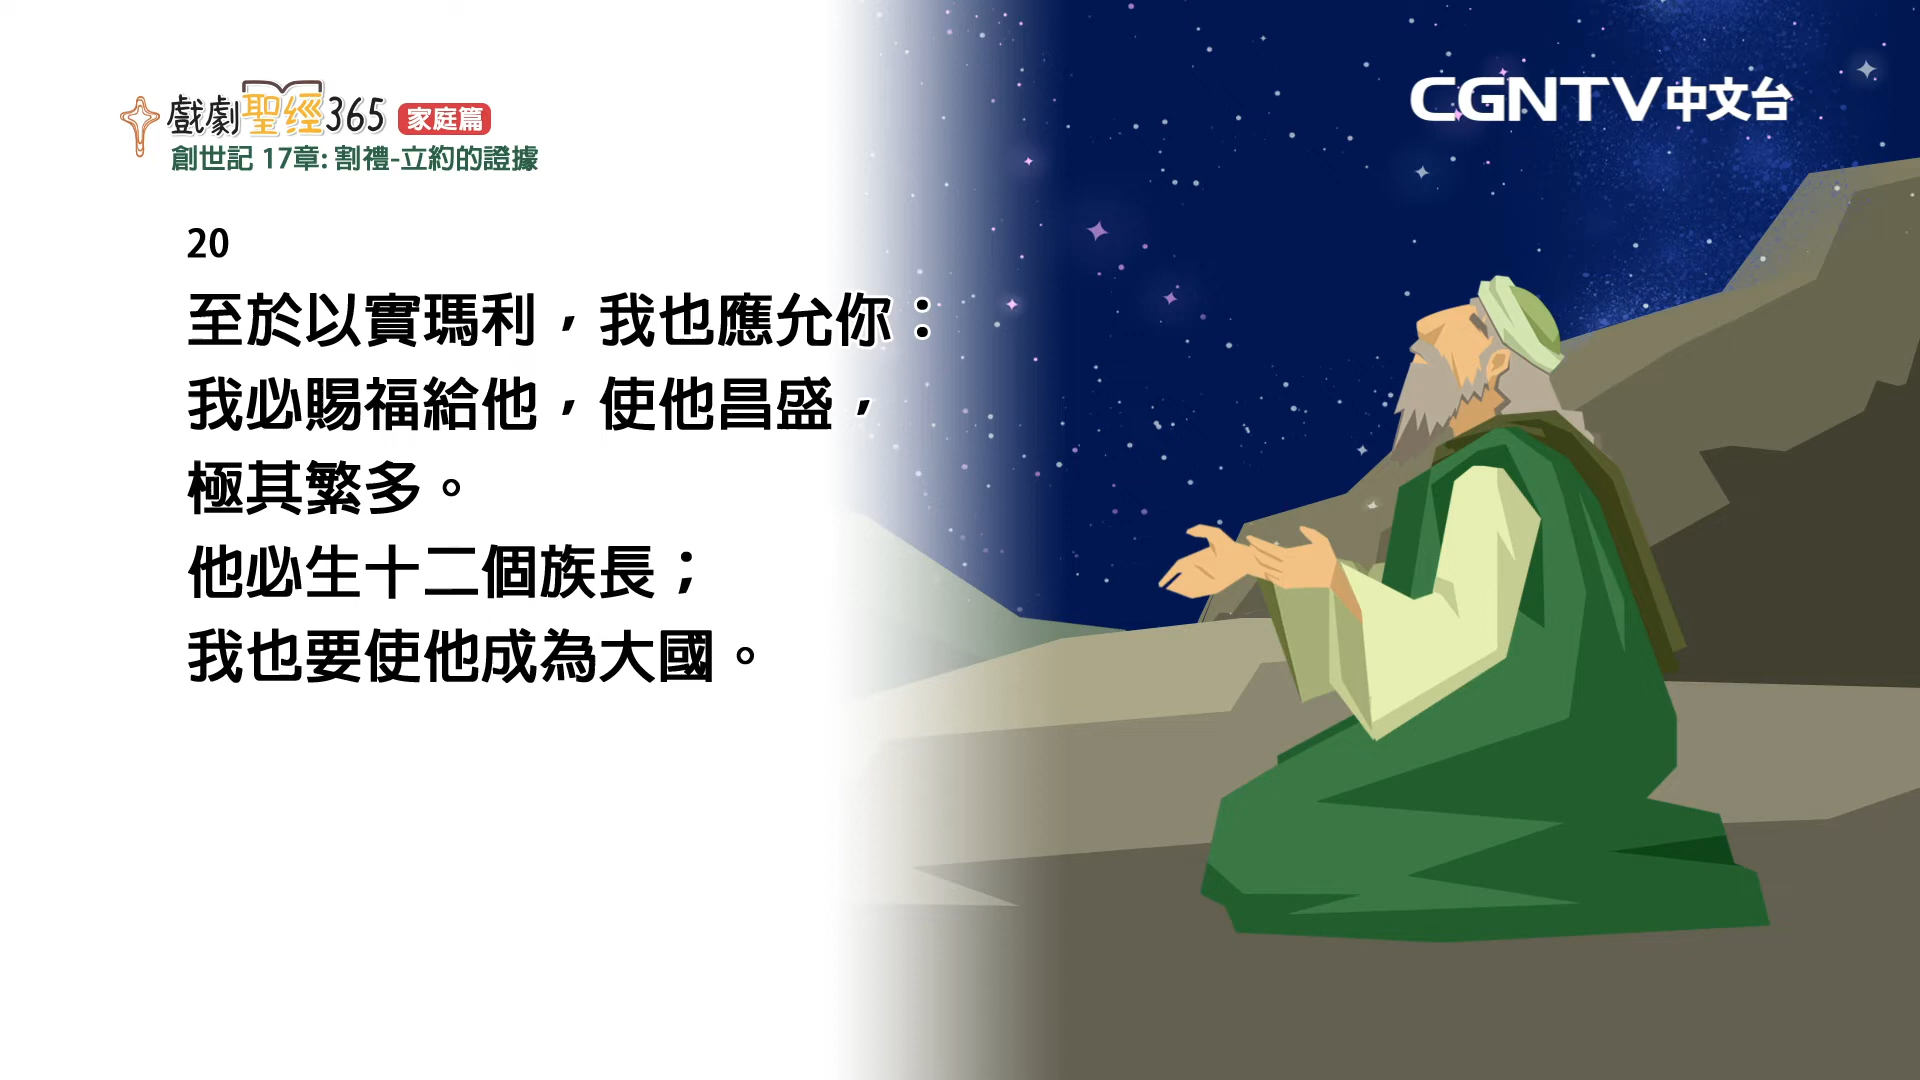 戲劇聖經365 家庭篇
創世記 17章: 割禮-立約的證據
CGNTV中文台
20
至於以實瑪利，我也應允你：
我必賜福給他，使他昌盛，
極其繁多。
他必生十二個族長；
我也要使他成為大國。